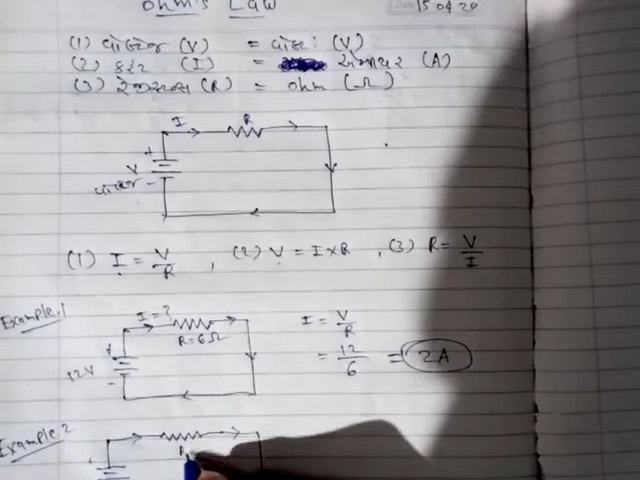 ohm's Law
15.04.20
(1) વોલ્ટેજ (V) = વોલ્ટ (V)
(2) કરંટ (I) = એમ્પીયર (A)
(3) (R) = ohm (Ω)
I R
+
V
વોલ્ટેજ -
(1) I = V/R , (2) V = I×R , (3) R = V/I
Example.1
I = ?
R=6Ω
+
12V
-
I = V/R
= 12/6 = 2A
Example.2
R
+